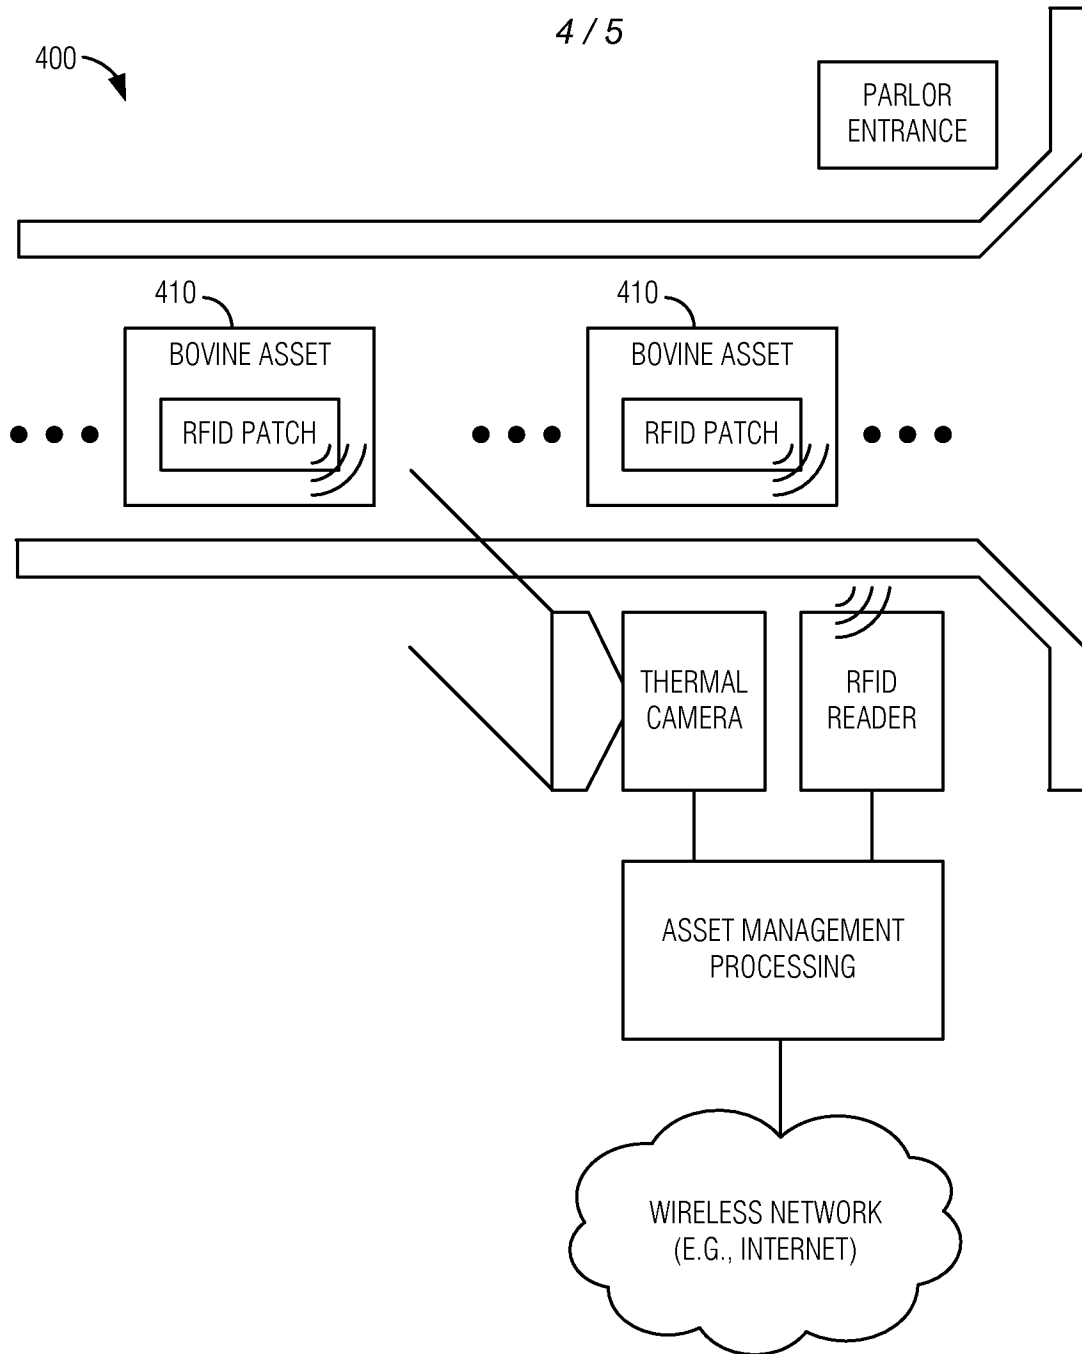 4 / 5
400
PARLOR
ENTRANCE
410
410
BOVINE ASSET
BOVINE ASSET
RFID PATCH
RFID PATCH
THERMAL
CAMERA
RFID
READER
ASSET MANAGEMENT
PROCESSING
WIRELESS NETWORK
(E.G., INTERNET)